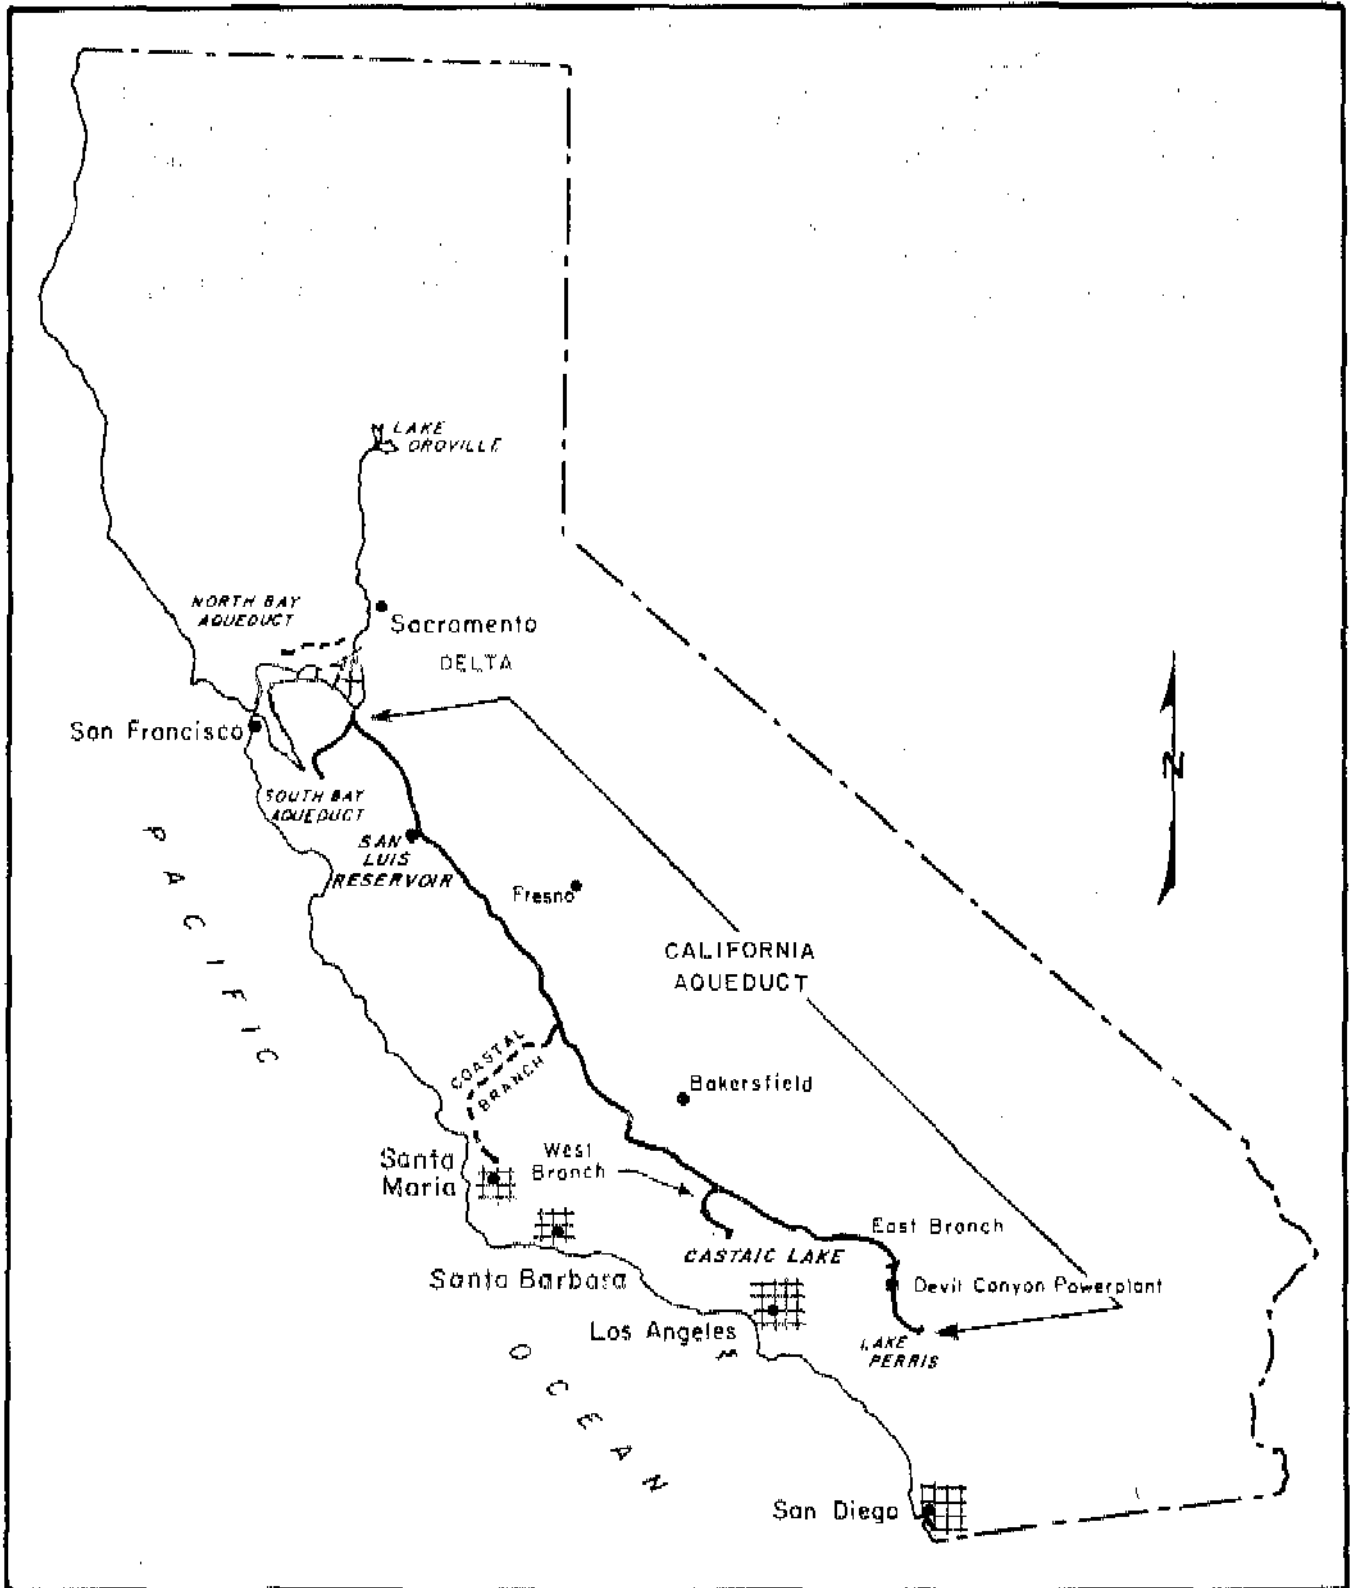 LAKE
OROVILLE
NORTH BAY
AQUEDUCT
Sacramento
DELTA
San Francisco
SOUTH BAY
AQUEDUCT
SAN
LUIS
RESERVOIR
Fresno
N
PACIFIC
CALIFORNIA
AQUEDUCT
COASTAL
BRANCH
Bakersfield
West
Branch
Santa
Maria
East Branch
CASTAIC LAKE
Santa Barbara
Devil Canyon Powerplant
Los Angeles
LAKE
PERRIS
OCEAN
San Diego